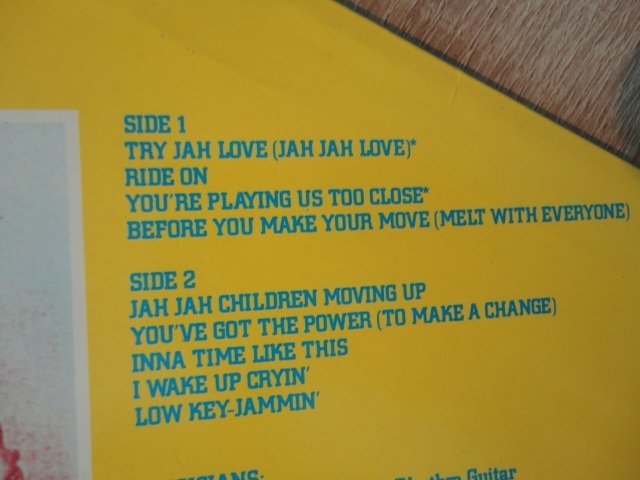 SIDE 1
TRY JAH LOVE (JAH JAH LOVE)*
RIDE ON
YOU'RE PLAYING US TOO CLOSE*
BEFORE YOU MAKE YOUR MOVE (MELT WITH EVERYONE)
SIDE 2
JAH JAH CHILDREN MOVING UP
YOU'VE GOT THE POWER (TO MAKE A CHANGE)
INNA TIME LIKE THIS
I WAKE UP CRYIN'
LOW KEY-JAMMIN'
Guitar